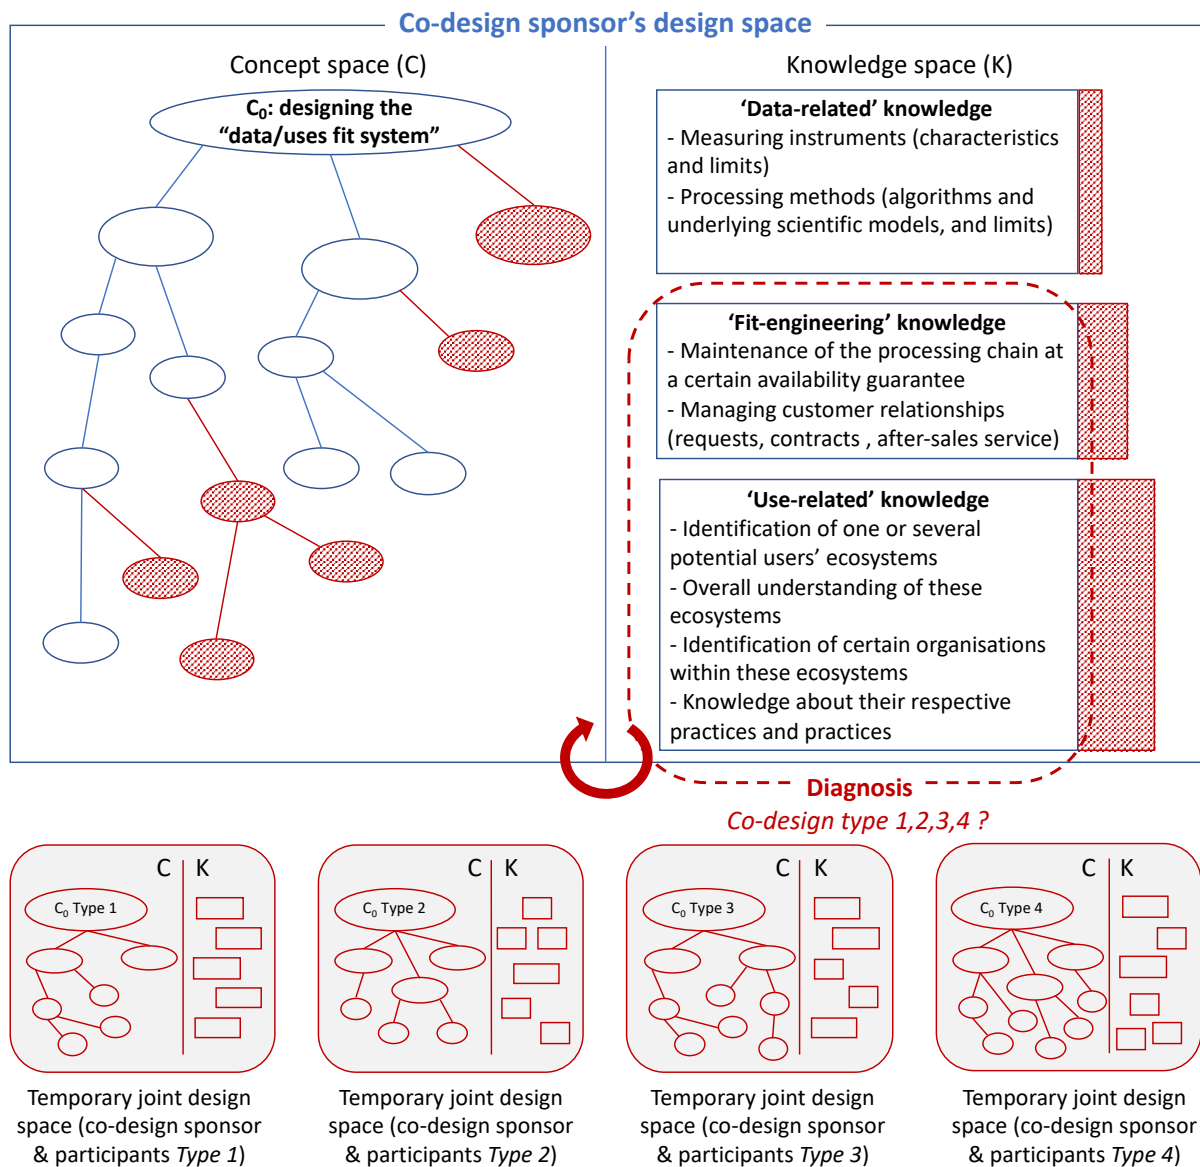 Co-design sponsor’s design space
Concept space (C)
C₀: designing the
“data/uses fit system”
Knowledge space (K)
‘Data-related’ knowledge
- Measuring instruments (characteristics
and limits)
- Processing methods (algorithms and
underlying scientific models, and limits)
‘Fit-engineering’ knowledge
- Maintenance of the processing chain at
a certain availability guarantee
- Managing customer relationships
(requests, contracts , after-sales service)
‘Use-related’ knowledge
- Identification of one or several
potential users’ ecosystems
- Overall understanding of these
ecosystems
- Identification of certain organisations
within these ecosystems
- Knowledge about their respective
practices and practices
Diagnosis
Co-design type 1,2,3,4 ?
C K
C₀ Type 1
Temporary joint design
space (co-design sponsor
& participants Type 1)
C K
C₀ Type 2
Temporary joint design
space (co-design sponsor
& participants Type 2)
C K
C₀ Type 3
Temporary joint design
space (co-design sponsor
& participants Type 3)
C K
C₀ Type 4
Temporary joint design
space (co-design sponsor
& participants Type 4)